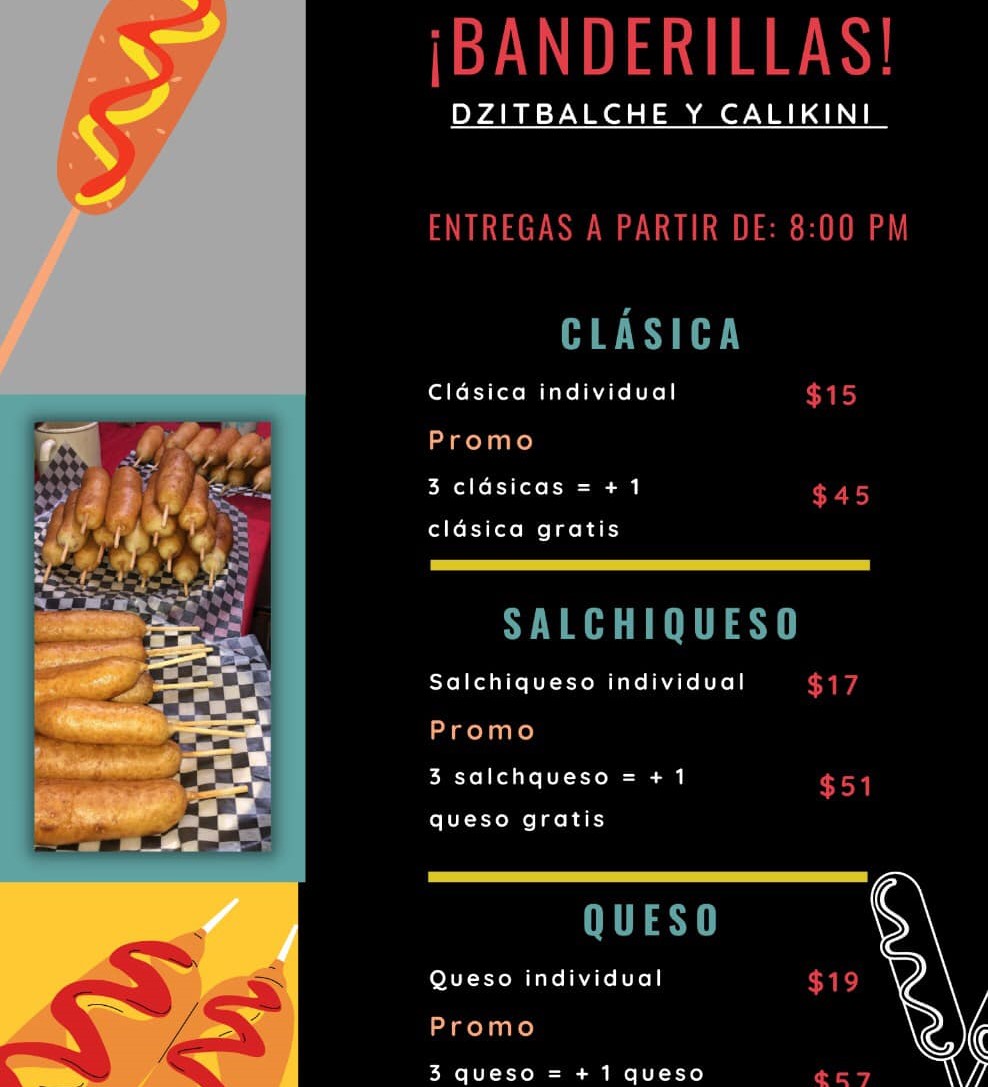 ¡BANDERILLAS!
DZITBALCHE Y CALIKINI
ENTREGAS A PARTIR DE: 8:00 PM
CLÁSICA
Clásica individual $15
Promo
3 clásicas = + 1 $45
clásica gratis
SALCHIQUESO
Salchiqueso individual $17
Promo
3 salchqueso = + 1 $51
queso gratis
QUESO
Queso individual $19
Promo
3 queso = + 1 queso $57